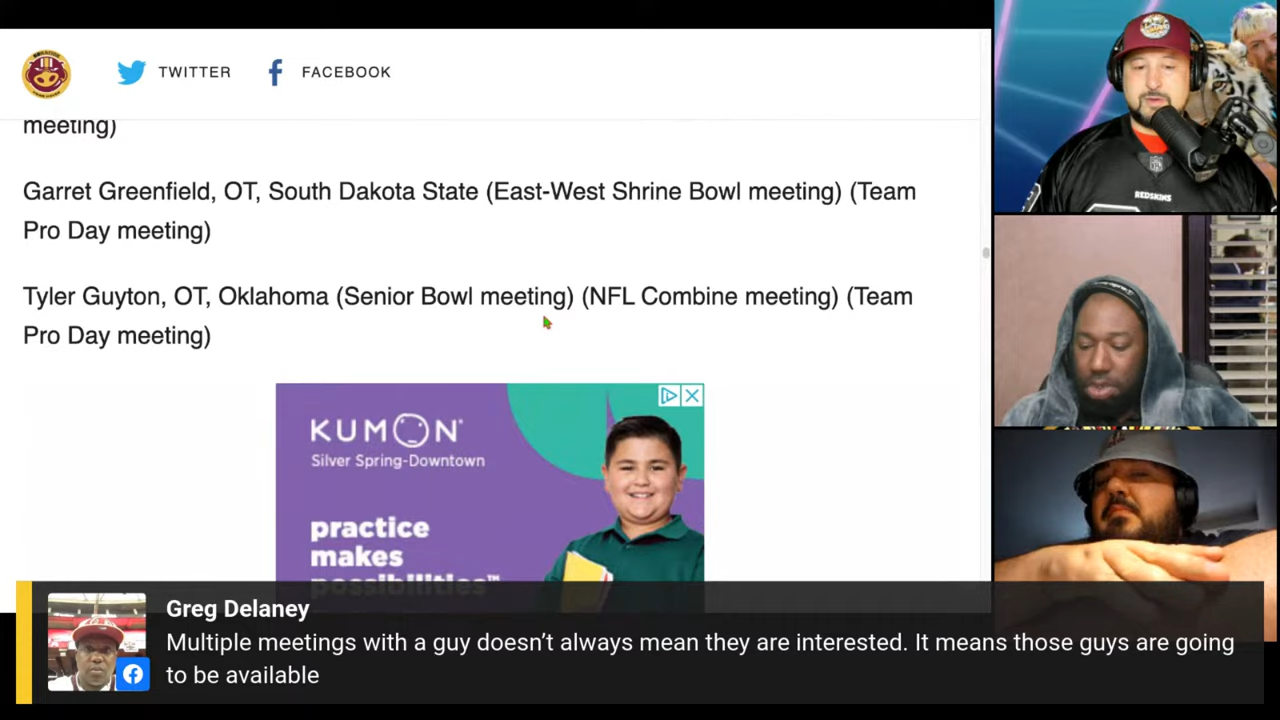 TWITTER
FACEBOOK
meeting)
Garret Greenfield, OT, South Dakota State (East-West Shrine Bowl meeting) (Team
Pro Day meeting)
Tyler Guyton, OT, Oklahoma (Senior Bowl meeting) (NFL Combine meeting) (Team
Pro Day meeting)
KUMON
Silver Spring-Downtown
practice
makes
possibilities™
REDSKINS
Greg Delaney
Multiple meetings with a guy doesn’t always mean they are interested. It means those guys are going
to be available